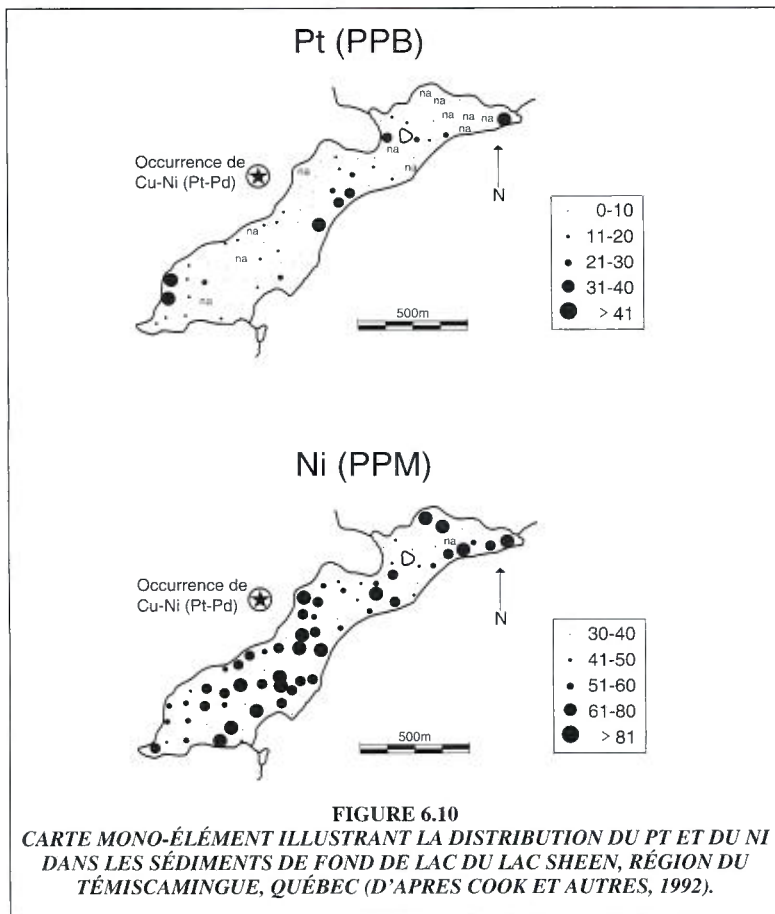 Pt (PPB)
na
na
na
na
na
na
na
na
na
na
Occurrence de
Cu-Ni (Pt-Pd)
na
N
na
na
na
0-10
11-20
21-30
31-40
> 41
500m
Ni (PPM)
na
Occurrence de
Cu-Ni (Pt-Pd)
N
30-40
41-50
51-60
61-80
> 81
500m
FIGURE 6.10
CARTE MONO-ÉLÉMENT ILLUSTRANT LA DISTRIBUTION DU PT ET DU NI
DANS LES SÉDIMENTS DE FOND DE LAC DU LAC SHEEN, RÉGION DU
TÉMISCAMINGUE, QUÉBEC (D'APRES COOK ET AUTRES, 1992).